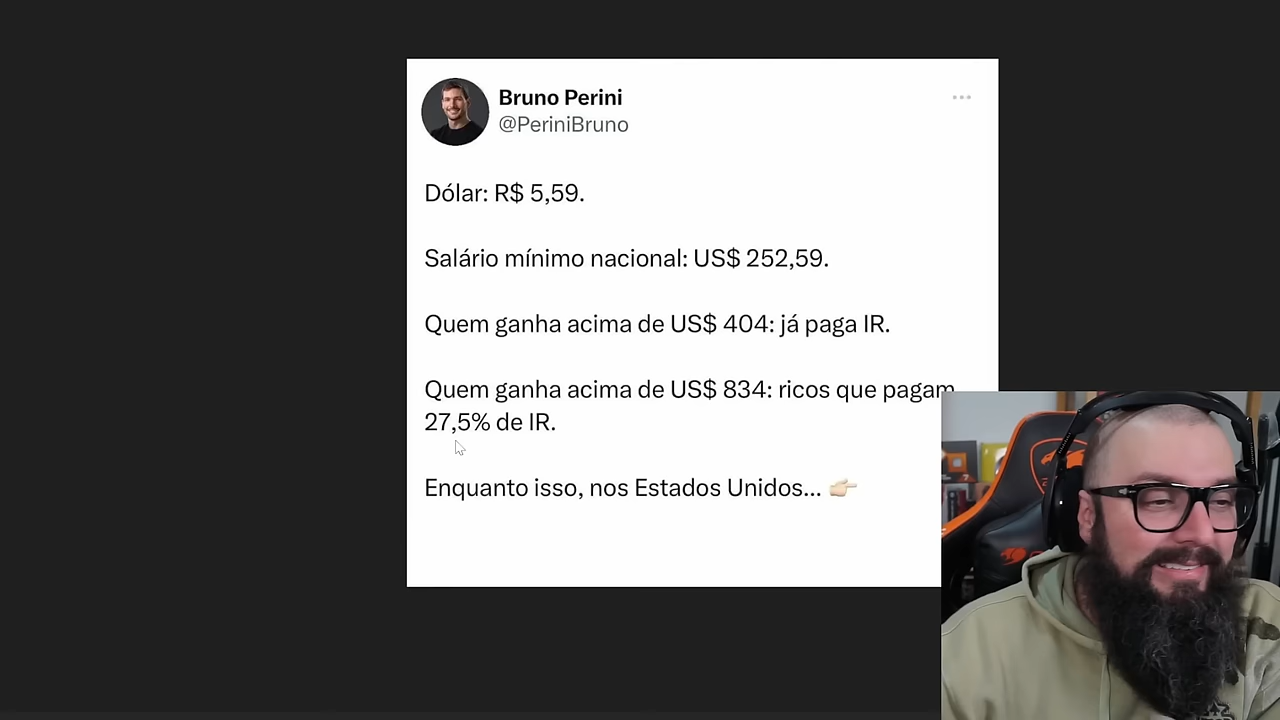 Bruno Perini
@PeriniBruno
Dólar: R$ 5,59.
Salário mínimo nacional: US$ 252,59.
Quem ganha acima de US$ 404: já paga IR.
Quem ganha acima de US$ 834: ricos que pagam
27,5% de IR.
Enquanto isso, nos Estados Unidos... 👉🏻